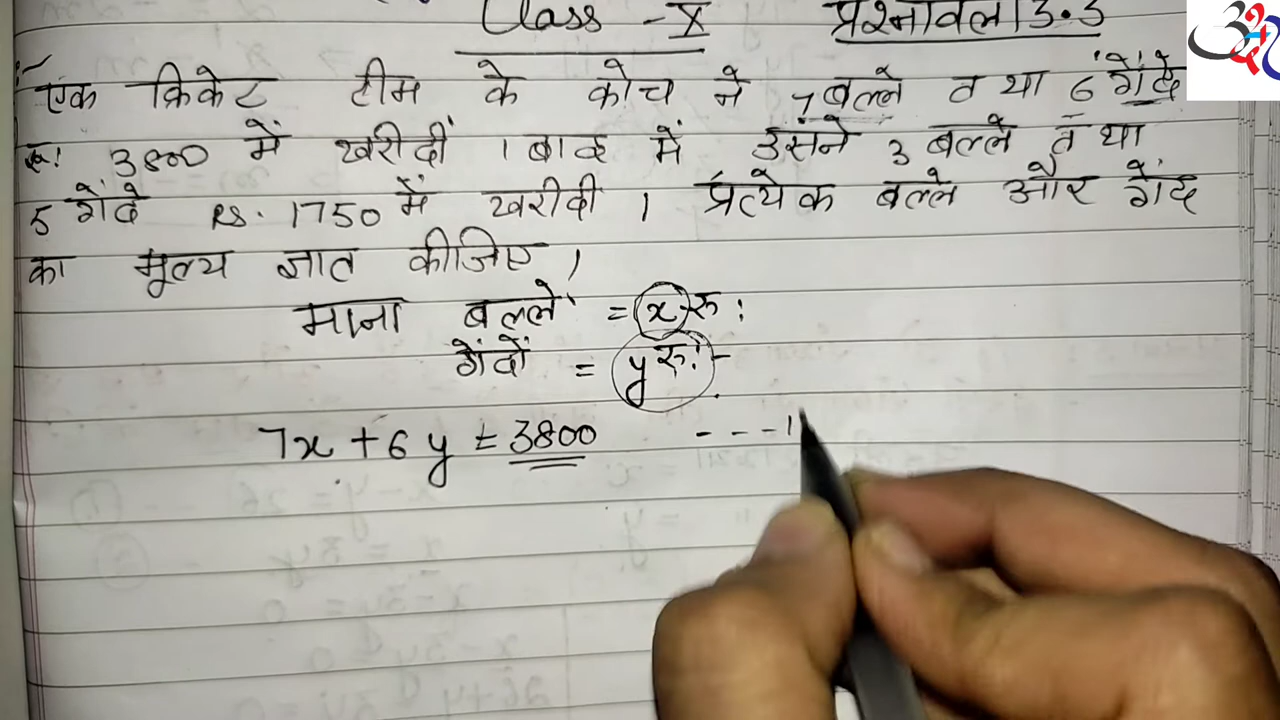 Class - X प्रश्नावली 3.3
एक क्रिकेट टीम के कोच ने 7 बल्ले तथा 6 गेंदे
रू: 3800 में खरीदीं । बाद में उसने 3 बल्ले तथा
5 गेंदे Rs. 1750 में खरीदी । प्रत्येक बल्ले और गेंद
का मूल्य ज्ञात कीजिए ।
माना बल्ले = x रु:
गेंदों = y रु:-
7x + 6y = 3800 - - - 1